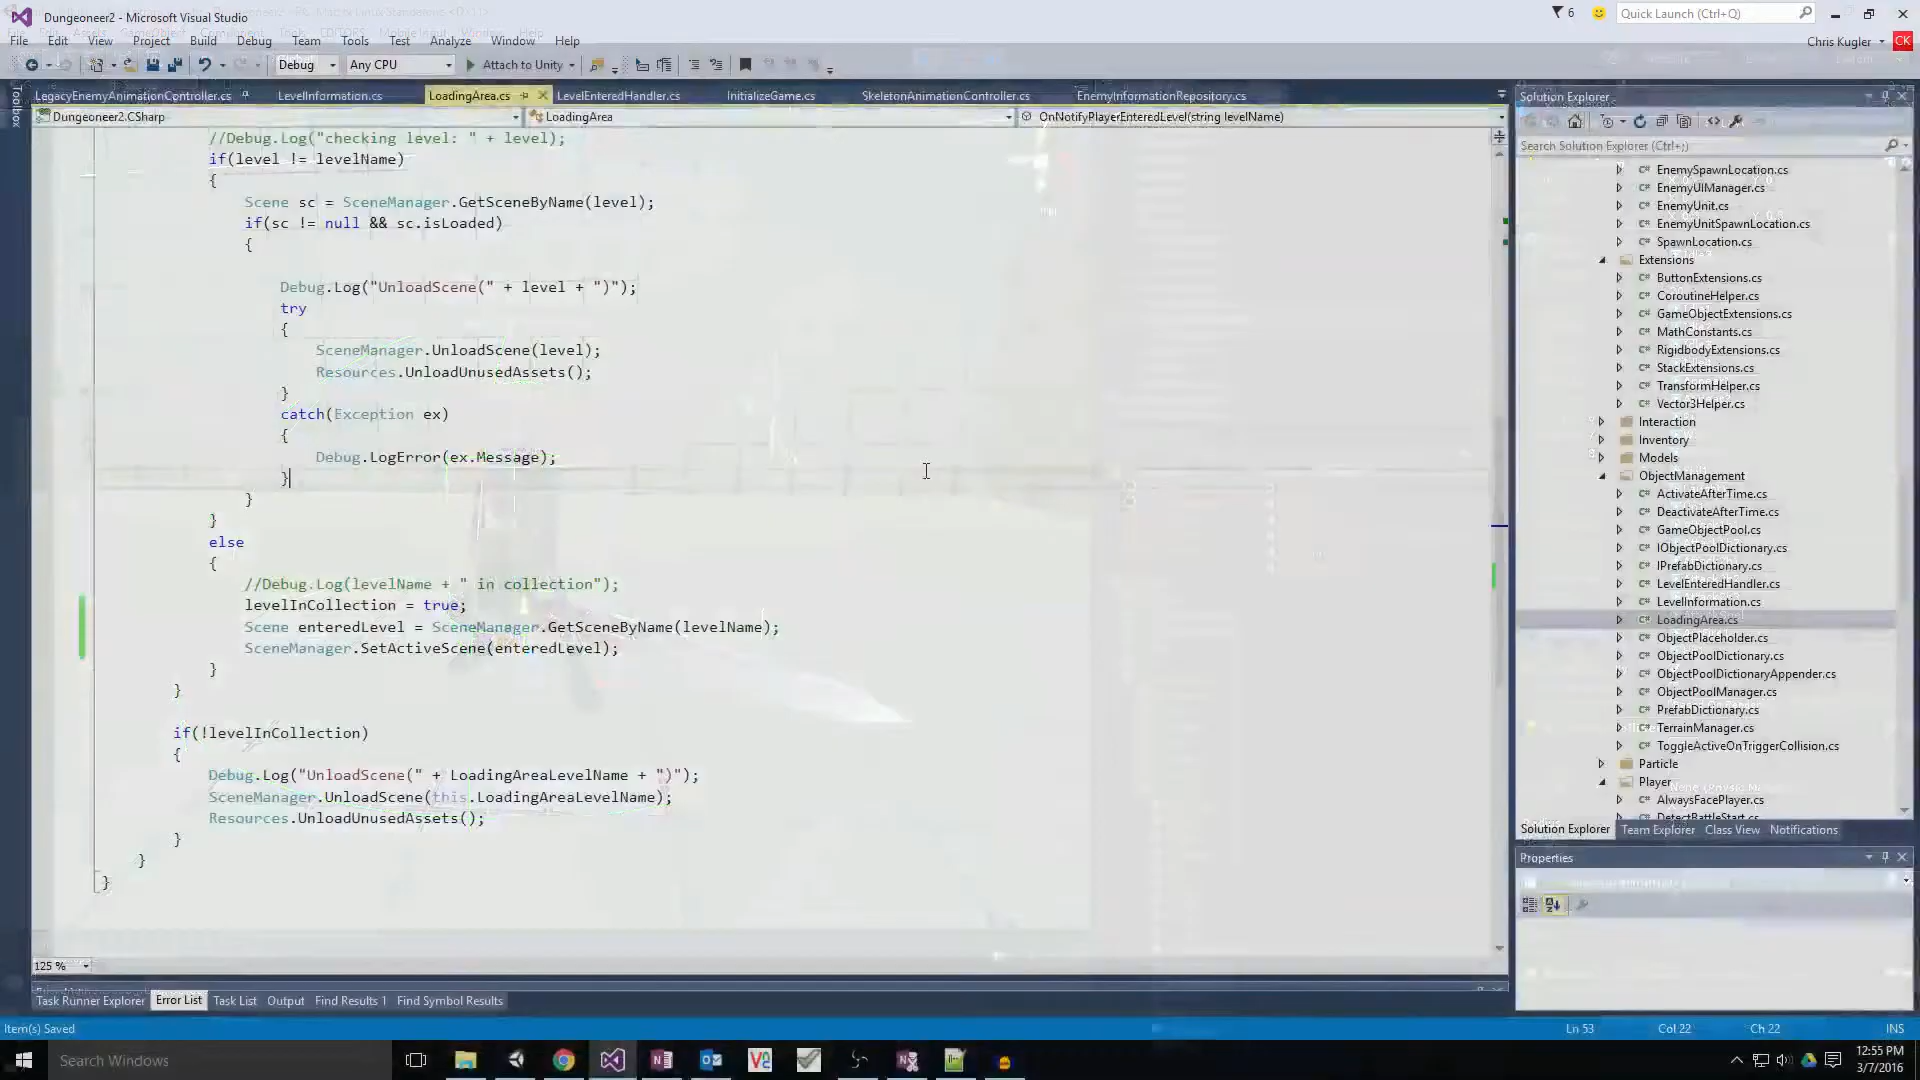 Dungeoneer2 - Microsoft Visual Studio
6
Quick Launch (Ctrl+Q)
File Edit View Project Build Debug Team Tools Test Analyze Window Help
Chris Kugler CK
Debug Any CPU Attach to Unity
Toolbox
LegacyEnemyAnimationController.cs LevelInformation.cs LoadingArea.cs LevelEnteredHandler.cs InitializeGame.cs SkeletonAnimationController.cs EnemyInformationRepository.cs
Dungeoneer2.CSharp LoadingArea OnNotifyPlayerEnteredLevel(string levelName)
//Debug.Log("checking level: " + level);
if(level != levelName)
{
Scene sc = SceneManager.GetSceneByName(level);
if(sc != null && sc.isLoaded)
{
Debug.Log("UnloadScene(" + level + ")");
try
{
SceneManager.UnloadScene(level);
Resources.UnloadUnusedAssets();
}
catch(Exception ex)
{
Debug.LogError(ex.Message);
}
}
}
else
{
//Debug.Log(levelName + " in collection");
levelInCollection = true;
Scene enteredLevel = SceneManager.GetSceneByName(levelName);
SceneManager.SetActiveScene(enteredLevel);
}
}
if(!levelInCollection)
{
Debug.Log("UnloadScene(" + LoadingAreaLevelName + ")");
SceneManager.UnloadScene(this.LoadingAreaLevelName);
Resources.UnloadUnusedAssets();
}
}
}
125 %
Solution Explorer
Search Solution Explorer (Ctrl+;)
C# EnemySpawnLocation.cs
C# EnemyUIManager.cs
C# EnemyUnit.cs
C# EnemyUnitSpawnLocation.cs
C# SpawnLocation.cs
Extensions
C# ButtonExtensions.cs
C# CoroutineHelper.cs
C# GameObjectExtensions.cs
C# MathConstants.cs
C# RigidbodyExtensions.cs
C# StackExtensions.cs
C# TransformHelper.cs
C# Vector3Helper.cs
Interaction
Inventory
Models
ObjectManagement
C# ActivateAfterTime.cs
C# DeactivateAfterTime.cs
C# GameObjectPool.cs
C# IObjectPoolDictionary.cs
C# IPrefabDictionary.cs
C# LevelEnteredHandler.cs
C# LevelInformation.cs
C# LoadingArea.cs
C# ObjectPlaceholder.cs
C# ObjectPoolDictionary.cs
C# ObjectPoolDictionaryAppender.cs
C# ObjectPoolManager.cs
C# PrefabDictionary.cs
C# TerrainManager.cs
C# ToggleActiveOnTriggerCollision.cs
Particle
Player
C# AlwaysFacePlayer.cs
C# DetectBattleStart.cs
Solution Explorer Team Explorer Class View Notifications
Properties
Task Runner Explorer Error List Task List Output Find Results 1 Find Symbol Results
Item(s) Saved Ln 53 Col 22 Ch 22 INS
Search Windows
12:55 PM
3/7/2016